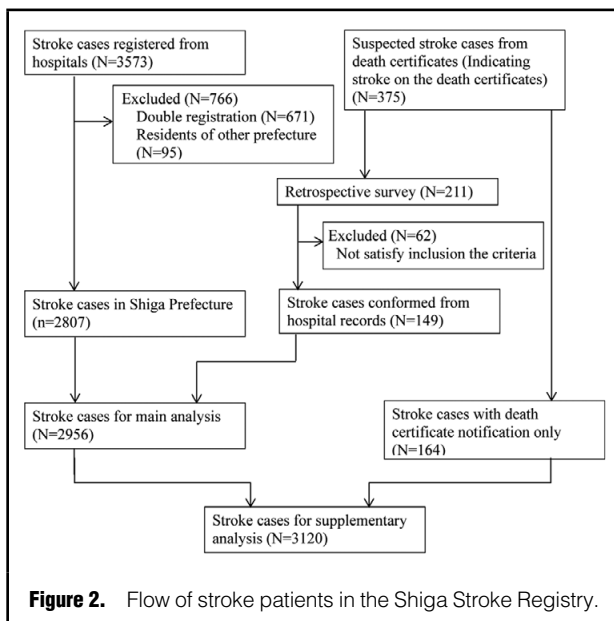 Stroke cases registered from
hospitals (N=3573)
Suspected stroke cases from
death certificates (Indicating
stroke on the death certificates)
(N=375)
Excluded (N=766)
Double registration (N=671)
Residents of other prefecture
(N=95)
Retrospective survey (N=211)
Excluded (N=62)
Not satisfy inclusion the criteria
Stroke cases in Shiga Prefecture
(n=2807)
Stroke cases conformed from
hospital records (N=149)
Stroke cases for main analysis
(N=2956)
Stroke cases with death
certificate notification only
(N=164)
Stroke cases for supplementary
analysis (N=3120)
Figure 2. Flow of stroke patients in the Shiga Stroke Registry.